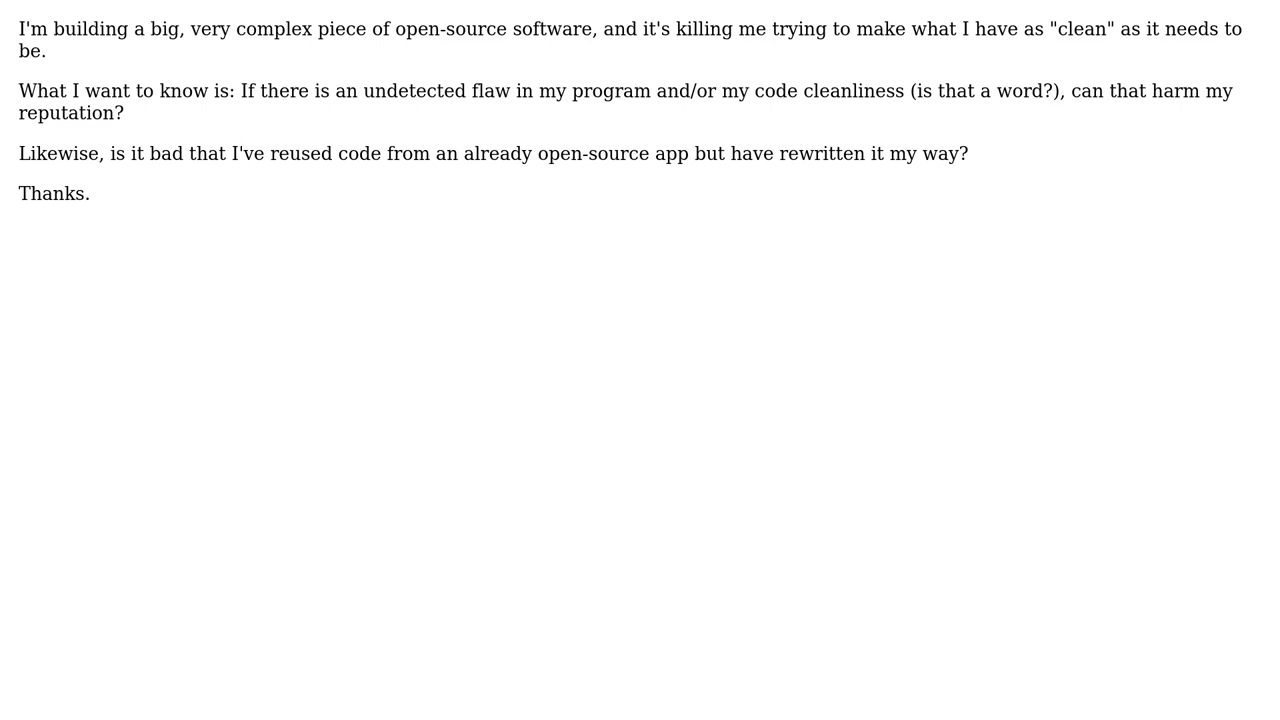 I'm building a big, very complex piece of open-source software, and it's killing me trying to make what I have as "clean" as it needs to
be.
What I want to know is: If there is an undetected flaw in my program and/or my code cleanliness (is that a word?), can that harm my
reputation?
Likewise, is it bad that I've reused code from an already open-source app but have rewritten it my way?
Thanks.